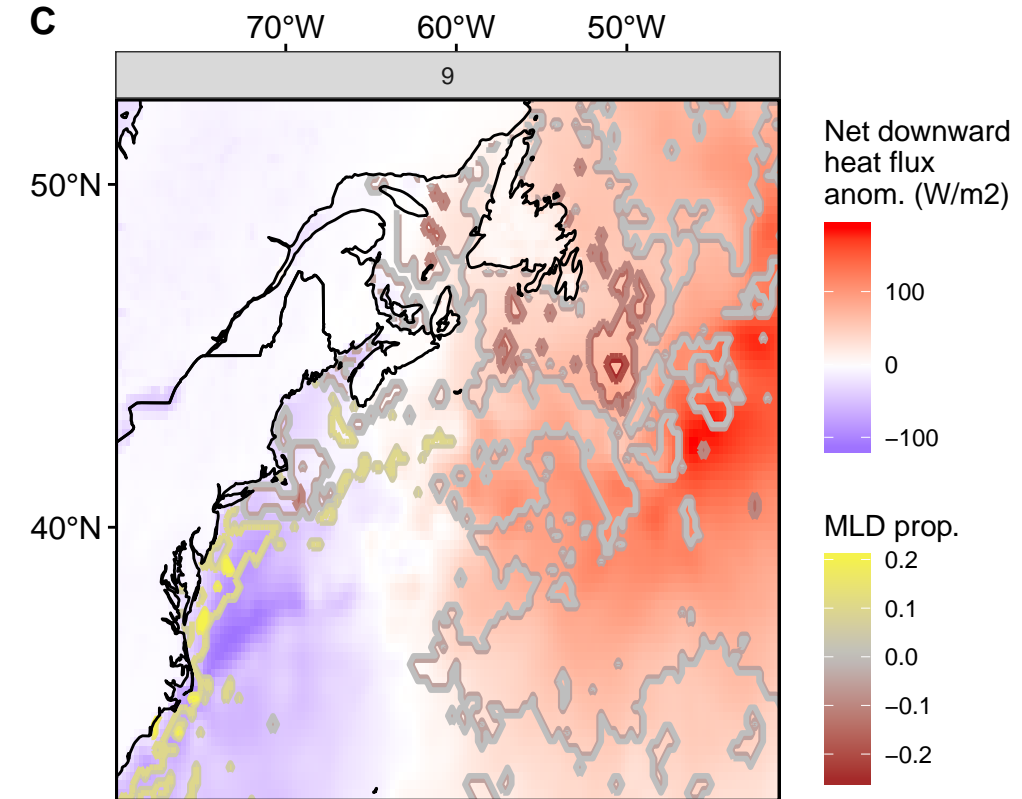 C
70°W 60°W 50°W
9
50°N
40°N
Net downward
heat flux
anom. (W/m2)
100
0
−100
MLD prop.
0.2
0.1
0.0
−0.1
−0.2